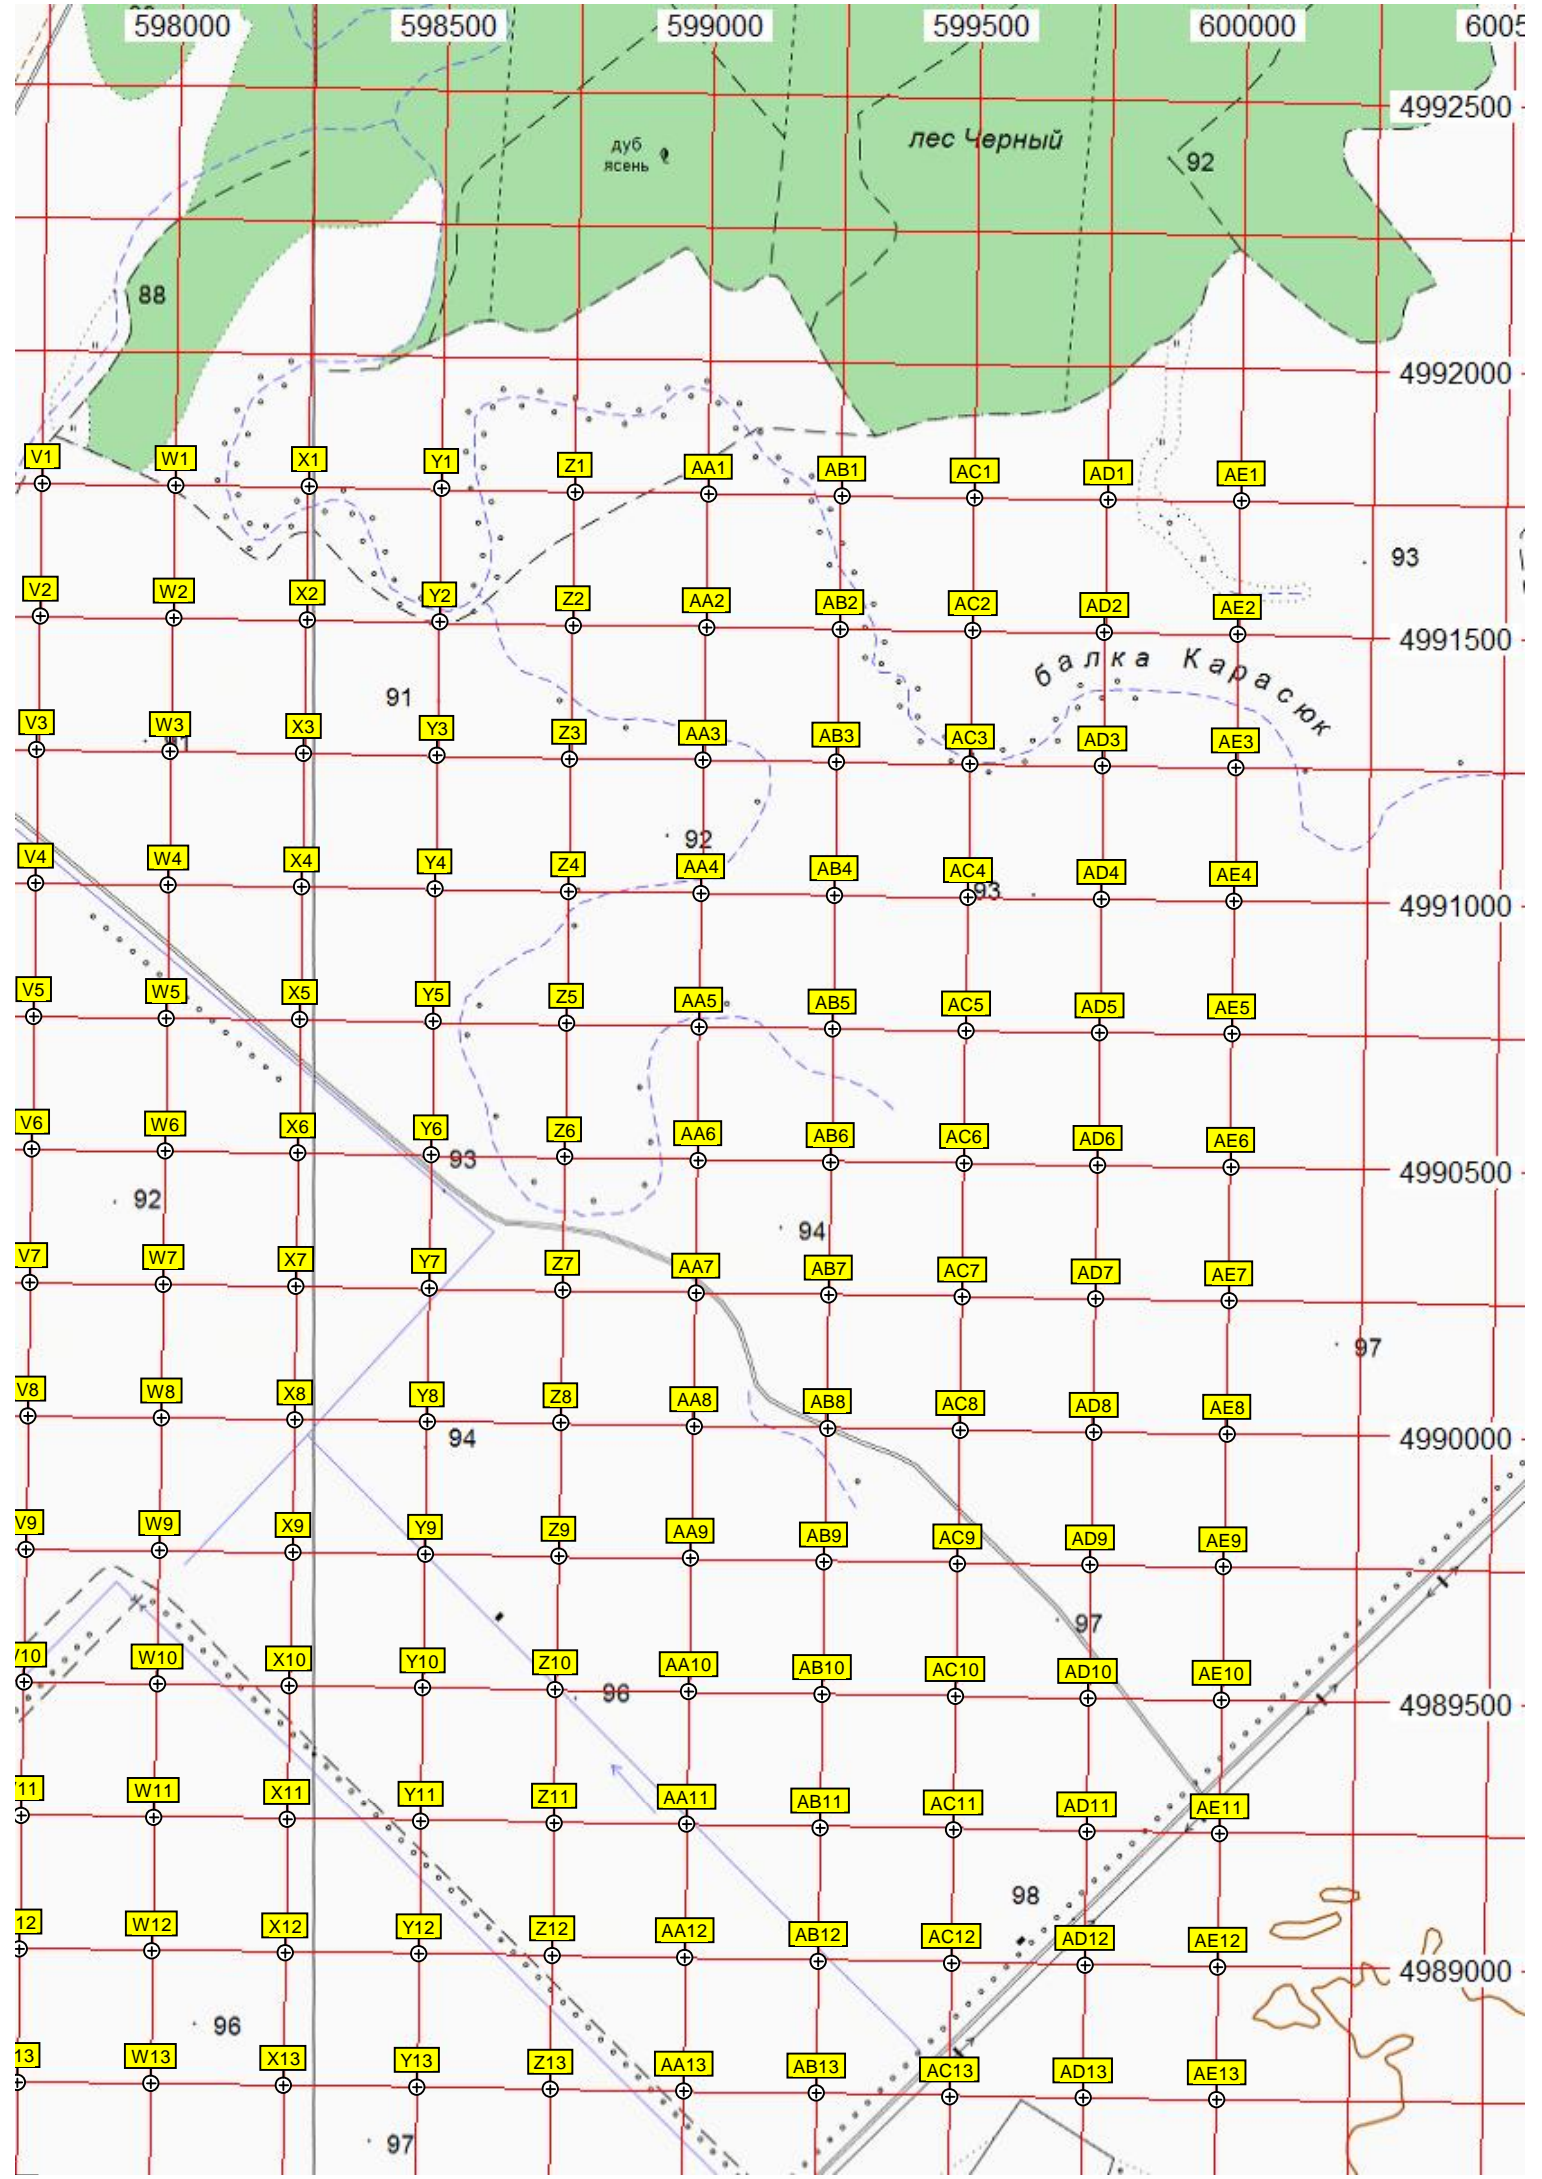 598000 598500 599000 599500 600000 6005
4992500
дуб
ясень
лес Черный
92
88
4992000
V1 W1 X1 Y1 Z1 AA1 AB1 AC1 AD1 AE1
93
V2 W2 X2 Y2 Z2 AA2 AB2 AC2 AD2 AE2
4991500
балка Карасюк
91
V3 W3 X3 Y3 Z3 AA3 AB3 AC3 AD3 AE3
92
V4 W4 X4 Y4 Z4 AA4 AB4 AC4 AD4 AE4
93
4991000
V5 W5 X5 Y5 Z5 AA5 AB5 AC5 AD5 AE5
V6 W6 X6 Y6 Z6 AA6 AB6 AC6 AD6 AE6
93
4990500
92
94
V7 W7 X7 Y7 Z7 AA7 AB7 AC7 AD7 AE7
97
V8 W8 X8 Y8 Z8 AA8 AB8 AC8 AD8 AE8
94
4990000
V9 W9 X9 Y9 Z9 AA9 AB9 AC9 AD9 AE9
97
V10 W10 X10 Y10 Z10 AA10 AB10 AC10 AD10 AE10
96
4989500
11 W11 X11 Y11 Z11 AA11 AB11 AC11 AD11 AE11
98
12 W12 X12 Y12 Z12 AA12 AB12 AC12 AD12 AE12
4989000
96
13 W13 X13 Y13 Z13 AA13 AB13 AC13 AD13 AE13
97